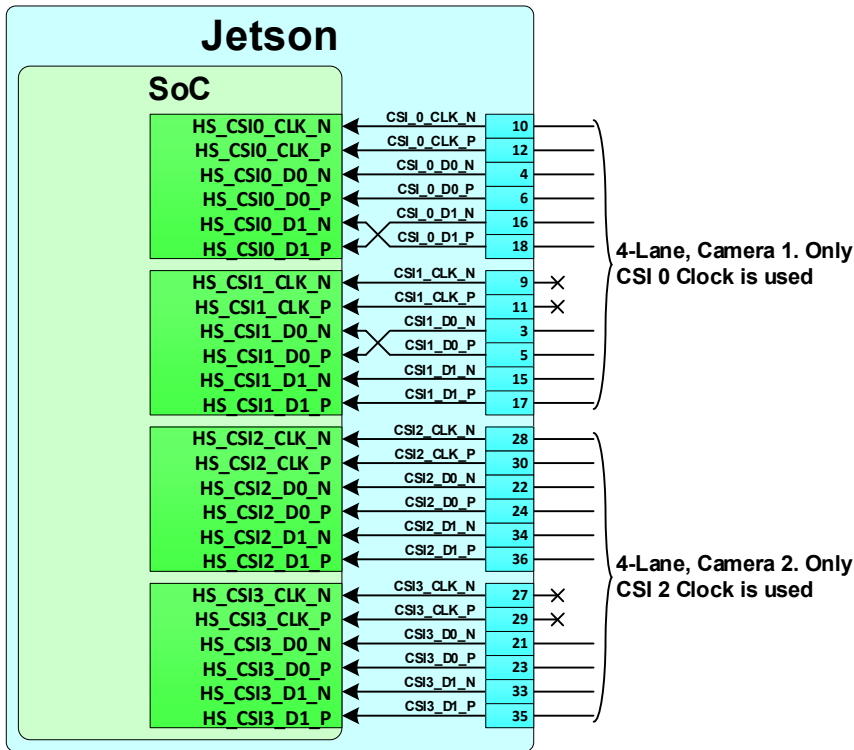 Jetson
SoC
HS_CSI0_CLK_N CSI_0_CLK_N 10
HS_CSI0_CLK_P CSI_0_CLK_P 12
HS_CSI0_D0_N CSI_0_D0_N 4
HS_CSI0_D0_P CSI_0_D0_P 6
HS_CSI0_D1_N CSI_0_D1_N 16
HS_CSI0_D1_P CSI_0_D1_P 18
4-Lane, Camera 1. Only
CSI 0 Clock is used
HS_CSI1_CLK_N CSI1_CLK_N 9
HS_CSI1_CLK_P CSI1_CLK_P 11
HS_CSI1_D0_N CSI1_D0_N 3
HS_CSI1_D0_P CSI1_D0_P 5
HS_CSI1_D1_N CSI1_D1_N 15
HS_CSI1_D1_P CSI1_D1_P 17
HS_CSI2_CLK_N CSI2_CLK_N 28
HS_CSI2_CLK_P CSI2_CLK_P 30
HS_CSI2_D0_N CSI2_D0_N 22
HS_CSI2_D0_P CSI2_D0_P 24
HS_CSI2_D1_N CSI2_D1_N 34
HS_CSI2_D1_P CSI2_D1_P 36
4-Lane, Camera 2. Only
CSI 2 Clock is used
HS_CSI3_CLK_N CSI3_CLK_N 27
HS_CSI3_CLK_P CSI3_CLK_P 29
HS_CSI3_D0_N CSI3_D0_N 21
HS_CSI3_D0_P CSI3_D0_P 23
HS_CSI3_D1_N CSI3_D1_N 33
HS_CSI3_D1_P CSI3_D1_P 35